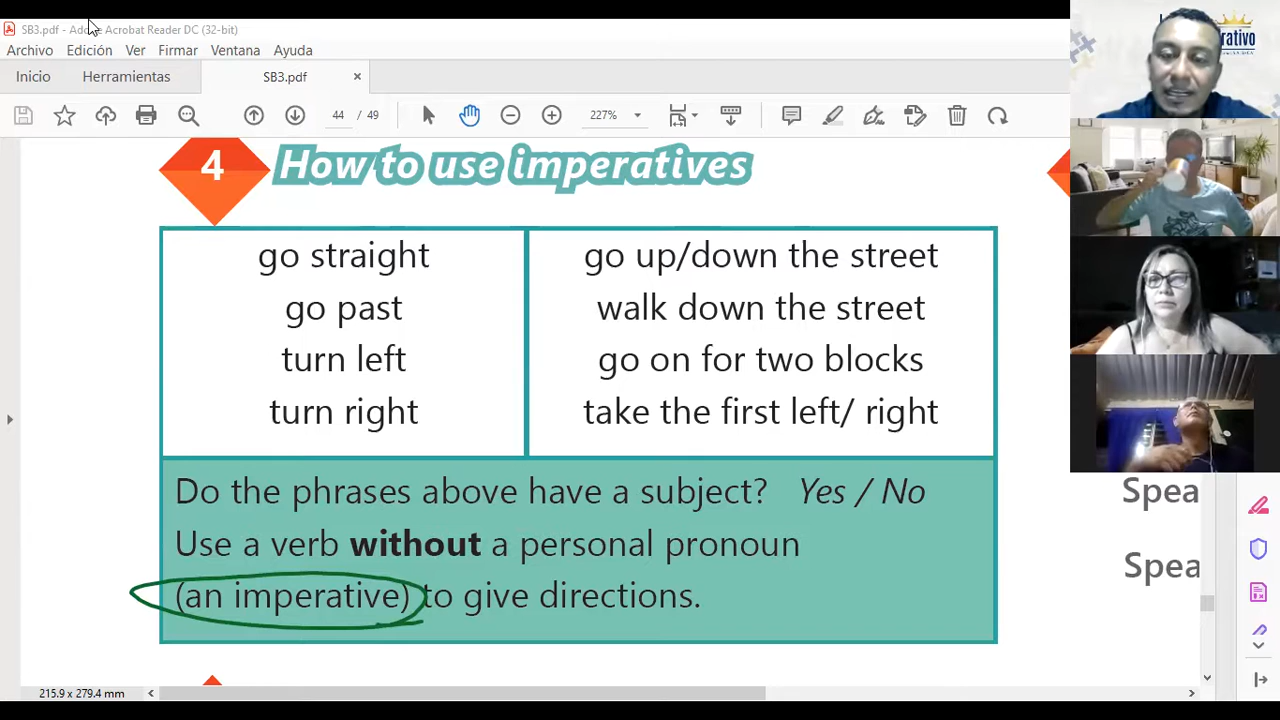 SB3.pdf - Adobe Acrobat Reader DC (32-bit)
Archivo Edición Ver Firmar Ventana Ayuda
Inicio Herramientas SB3.pdf ×
44 / 49 227%
4 How to use imperatives
go straight
go past
turn left
turn right
go up/down the street
walk down the street
go on for two blocks
take the first left/ right
Do the phrases above have a subject? Yes / No
Use a verb without a personal pronoun
(an imperative) to give directions.
Spea
Spea
215.9 x 279.4 mm